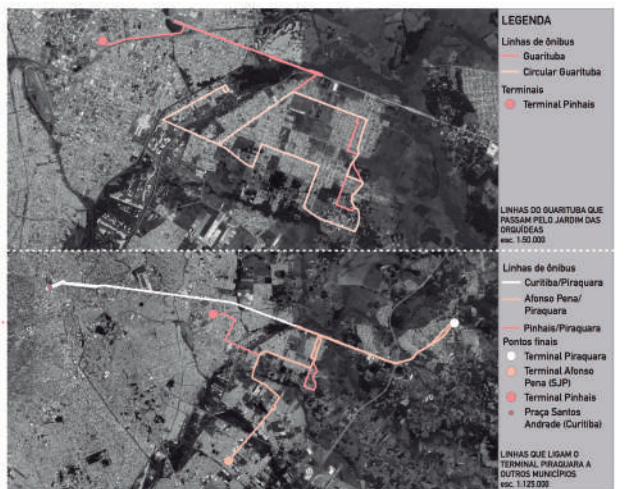 LEGENDA
Linhas de ônibus
Guarituba
Circular Guarituba
Terminais
Terminal Pinhais
LINHAS DO GUARITUBA QUE
PASSAM PELO JARDIM DAS
ORQUÍDEAS
esc. 1:50.000
Linhas de ônibus
Curitiba/Piraquara
Afonso Pena/
Piraquara
Pinhais/Piraquara
Pontos finais
Terminal Piraquara
Terminal Afonso
Pena (SJP)
Terminal Pinhais
Praça Santos
Andrade (Curitiba)
LINHAS QUE LIGAM O
TERMINAL PIRAQUARA A
OUTROS MUNICÍPIOS
esc. 1:125.000